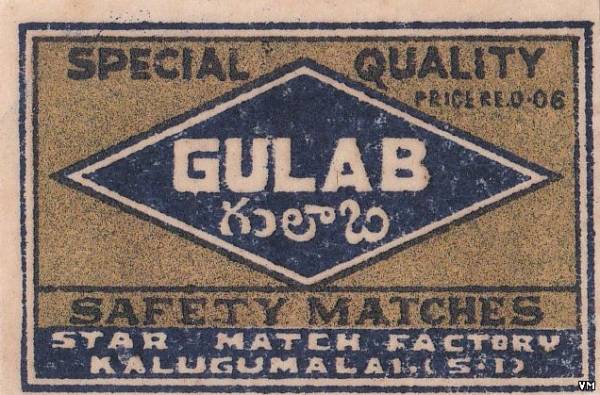 SPECIAL QUALITY
PRICE RE.0-06
GULAB
గులాబ
SAFETY MATCHES
STAR MATCH FACTORY
KALUGUMALAI.(S.I)
VM